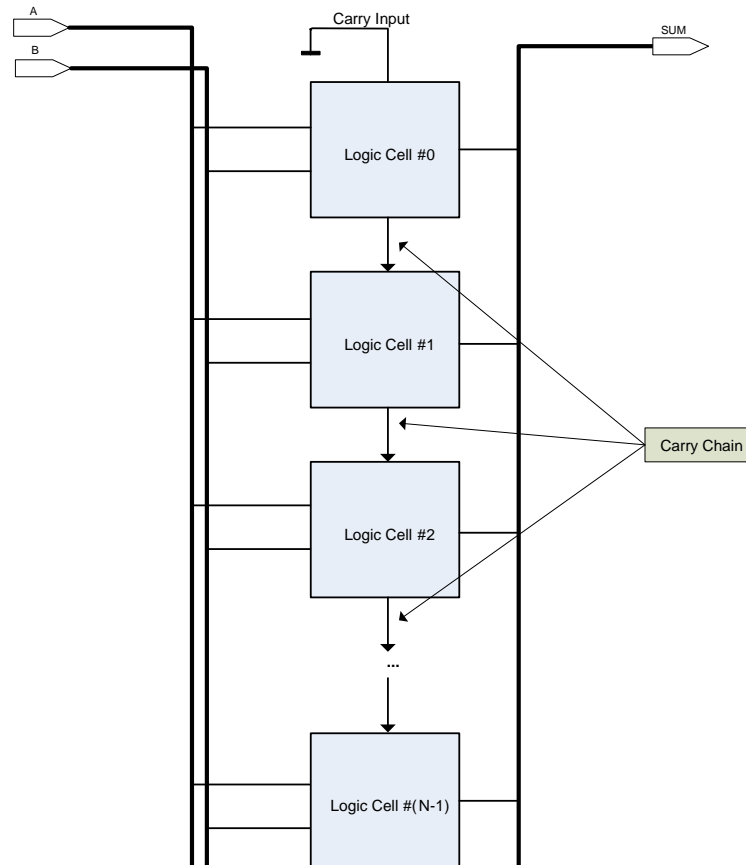 A
Carry Input
SUM
B
Logic Cell #0
Logic Cell #1
Carry Chain
Logic Cell #2
...
Logic Cell #(N-1)